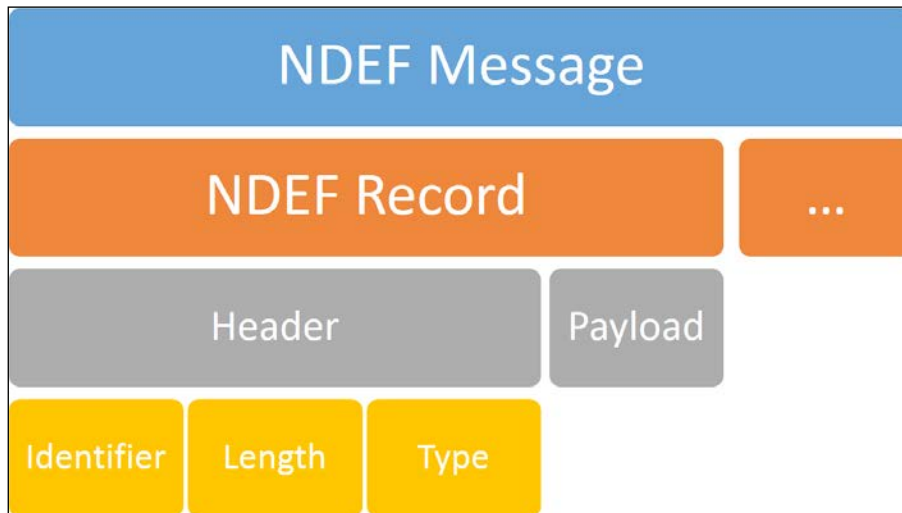 NDEF Message
NDEF Record
...
Header
Payload
Identifier
Length
Type